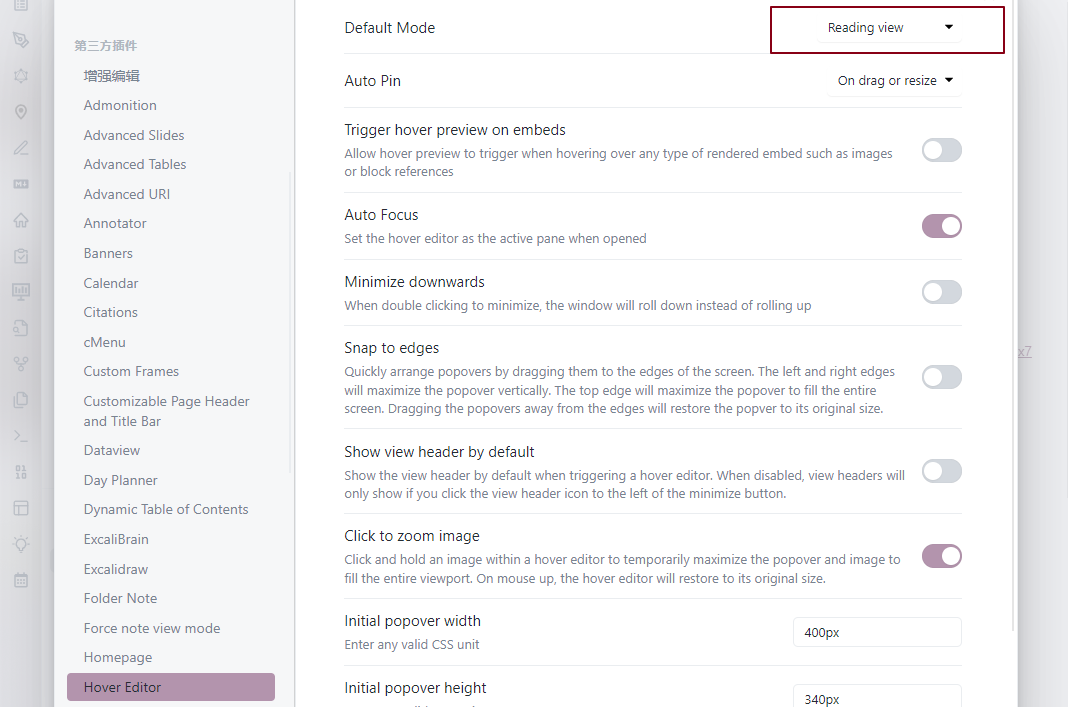 第三方插件
增强编辑
Admonition
Advanced Slides
Advanced Tables
Advanced URI
Annotator
Banners
Calendar
Citations
cMenu
Custom Frames
Customizable Page Header
and Title Bar
Dataview
Day Planner
Dynamic Table of Contents
ExcaliBrain
Excalidraw
Folder Note
Force note view mode
Homepage
Hover Editor
Default Mode
Reading view
Auto Pin
On drag or resize
Trigger hover preview on embeds
Allow hover preview to trigger when hovering over any type of rendered embed such as images
or block references
Auto Focus
Set the hover editor as the active pane when opened
Minimize downwards
When double clicking to minimize, the window will roll down instead of rolling up
Snap to edges
Quickly arrange popovers by dragging them to the edges of the screen. The left and right edges
will maximize the popover vertically. The top edge will maximize the popover to fill the entire
screen. Dragging the popovers away from the edges will restore the popver to its original size.
Show view header by default
Show the view header by default when triggering a hover editor. When disabled, view headers will
only show if you click the view header icon to the left of the minimize button.
Click to zoom image
Click and hold an image within a hover editor to temporarily maximize the popover and image to
fill the entire viewport. On mouse up, the hover editor will restore to its original size.
Initial popover width
Enter any valid CSS unit
400px
Initial popover height
340px
x7